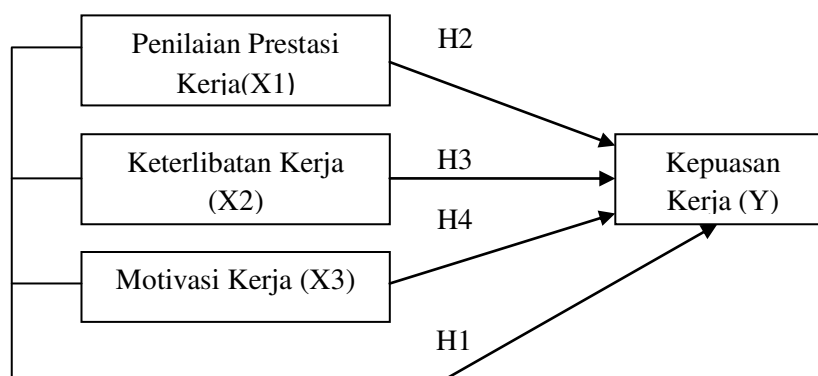 Penilaian Prestasi
Kerja(X1)
H2
Keterlibatan Kerja
(X2)
H3
Kepuasan
Kerja (Y)
H4
Motivasi Kerja (X3)
H1